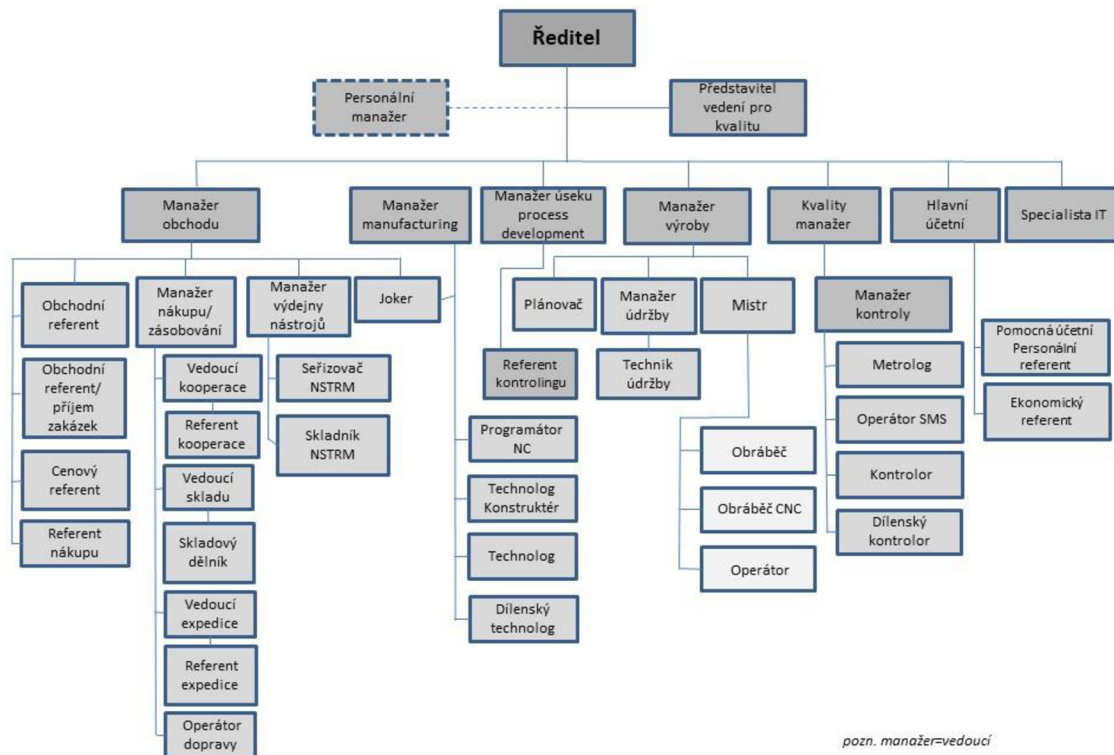 Ředitel
Personální
manažer
Představitel
vedení pro
kvalitu
Manažer
obchodu
Manažer
manufacturing
Manažer úseku
process
development
Manažer
výroby
Kvality
manažer
Hlavní
účetní
Specialista IT
Obchodní
referent
Obchodní
referent/
příjem
zakázek
Cenový
referent
Referent
nákupu
Manažer
nákupu/
zásobování
Vedoucí
kooperace
Referent
kooperace
Vedoucí
skladu
Skladový
dělník
Vedoucí
expedice
Referent
expedice
Operátor
dopravy
Manažer
výdejny
nástrojů
Seřizovač
NSTRM
Skladník
NSTRM
Joker
Programátor
NC
Technolog
Konstruktér
Technolog
Dílenský
technolog
Referent
kontrolingu
Plánovač
Manažer
údržby
Technik
údržby
Mistr
Obráběč
Obráběč CNC
Operátor
Manažer
kontroly
Metrolog
Operátor SMS
Kontrolor
Dílenský
kontrolor
Pomocná účetní
Personální
referent
Ekonomický
referent
pozn. manažer=vedoucí